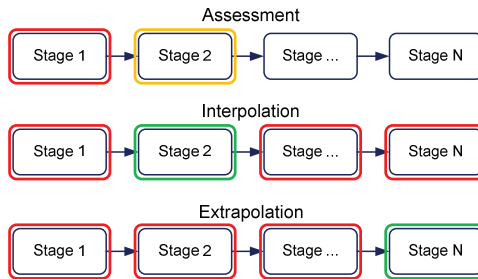 Assessment
Stage 1 Stage 2 Stage ... Stage N
Interpolation
Stage 1 Stage 2 Stage ... Stage N
Extrapolation
Stage 1 Stage 2 Stage ... Stage N